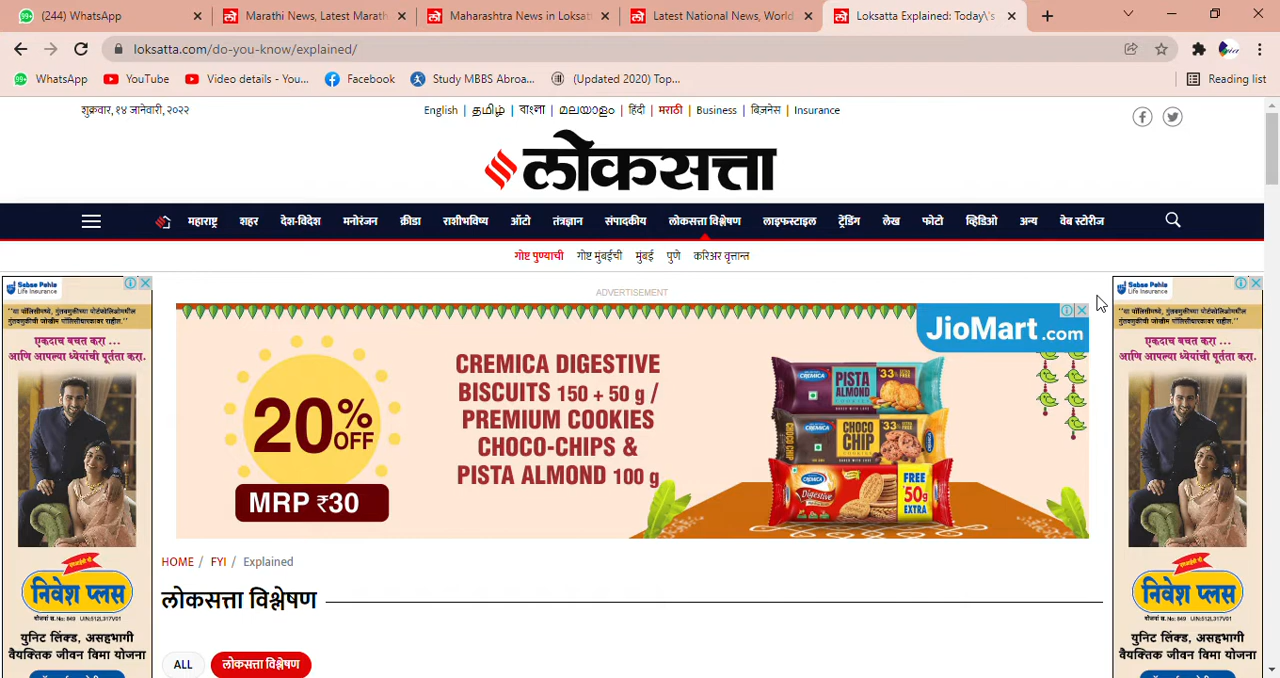 (244) WhatsApp
Marathi News, Latest Marath
Maharashtra News in Loksatt
Latest National News, World
Loksatta Explained: Today\'s
loksatta.com/do-you-know/explained/
WhatsApp
YouTube
Video details - You...
Facebook
Study MBBS Abroa...
(Updated 2020) Top...
Reading list
शुक्रवार, १४ जानेवारी, २०२२
English | தமிழ் | বাংলা | മലയാളം | हिंदी | मराठी | Business | बिज़नेस | Insurance
लोकसत्ता
महाराष्ट्र शहर देश-विदेश मनोरंजन क्रीडा राशीभविष्य ऑटो तंत्रज्ञान संपादकीय लोकसत्ता विश्लेषण लाइफस्टाइल ट्रेंडिंग लेख फोटो व्हिडिओ अन्य वेब स्टोरीज
गोष्ट पुण्याची गोष्ट मुंबईची मुंबई पुणे करिअर वृत्तान्त
ADVERTISEMENT
Sabse Pehle
Life Insurance
एकदाच बचत करा ...
आणि आपल्या ध्येयांची पूर्तता करा.
निवेश प्लस
युनिट लिंक्ड, असहभागी
वैयक्तिक जीवन विमा योजना
20% OFF
MRP ₹30
CREMICA DIGESTIVE
BISCUITS 150 + 50 g /
PREMIUM COOKIES
CHOCO-CHIPS &
PISTA ALMOND 100 g
JioMart.com
CREMICA
PISTA
ALMOND
COOKIES
33%
CHOCO
CHIP
33%
CREMICA
Digestive
FREE
50g
EXTRA
HOME / FYI / Explained
लोकसत्ता विश्लेषण
ALL
लोकसत्ता विश्लेषण
Sabse Pehle
Life Insurance
एकदाच बचत करा ...
आणि आपल्या ध्येयांची पूर्तता करा.
निवेश प्लस
युनिट लिंक्ड, असहभागी
वैयक्तिक जीवन विमा योजना